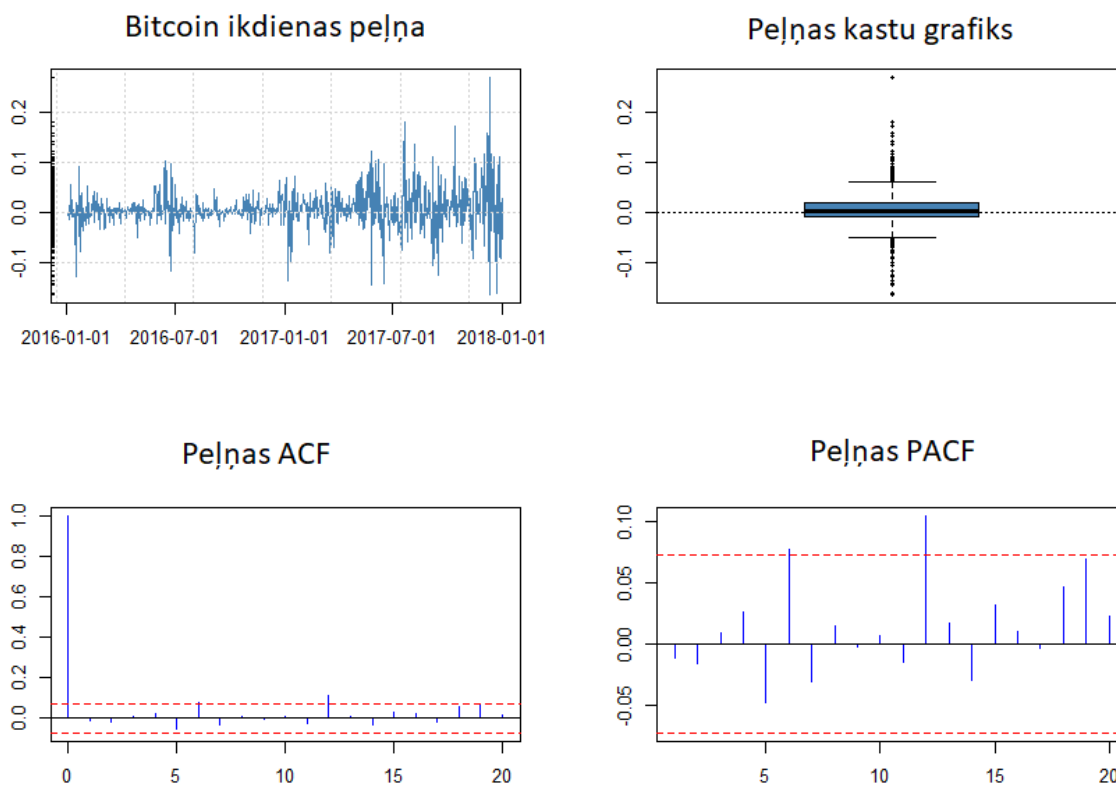 Bitcoin ikdienas peļņa
0.2
0.1
0.0
-0.1
2016-01-01 2016-07-01 2017-01-01 2017-07-01 2018-01-01
Peļņas kastu grafiks
0.2
0.1
0.0
-0.1
Peļņas ACF
1.0
0.8
0.6
0.4
0.2
0.0
0 5 10 15 20
Peļņas PACF
0.10
0.05
0.00
-0.05
5 10 15 20